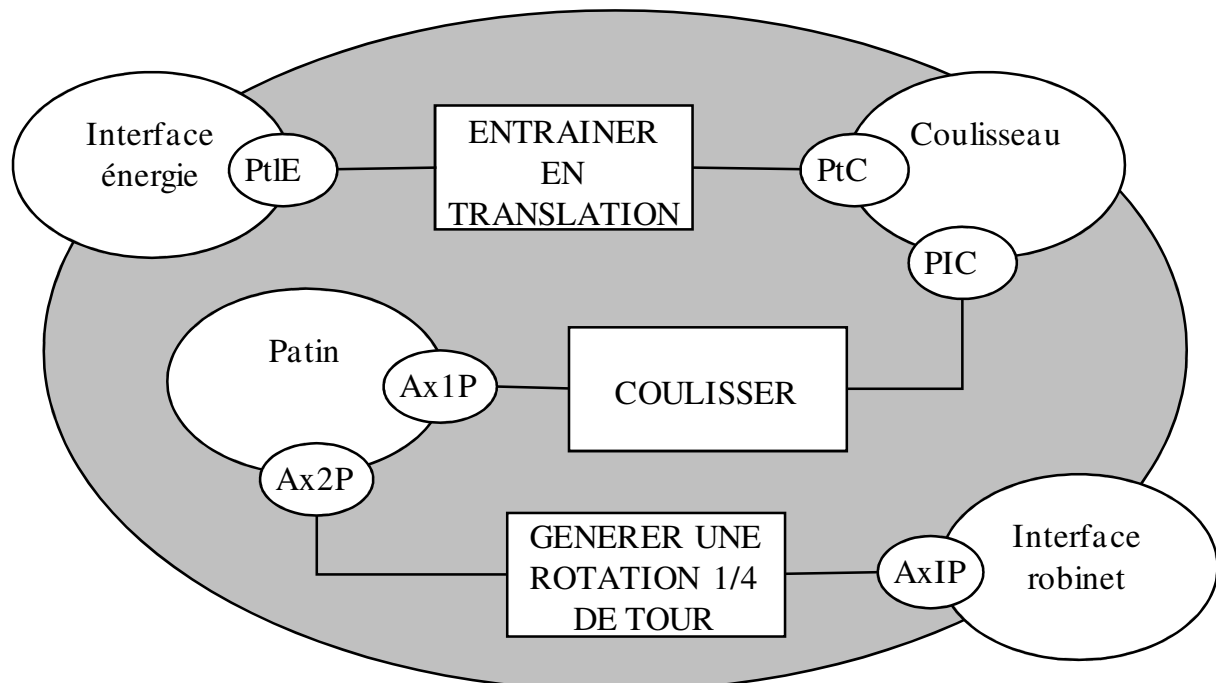 Interface
énergie
PtIE
ENTRAINER
EN
TRANSLATION
PtC
Coulisseau
PIC
Patin
Ax1P
COULISSER
Ax2P
GENERER UNE
ROTATION 1/4
DE TOUR
AxIP
Interface
robinet